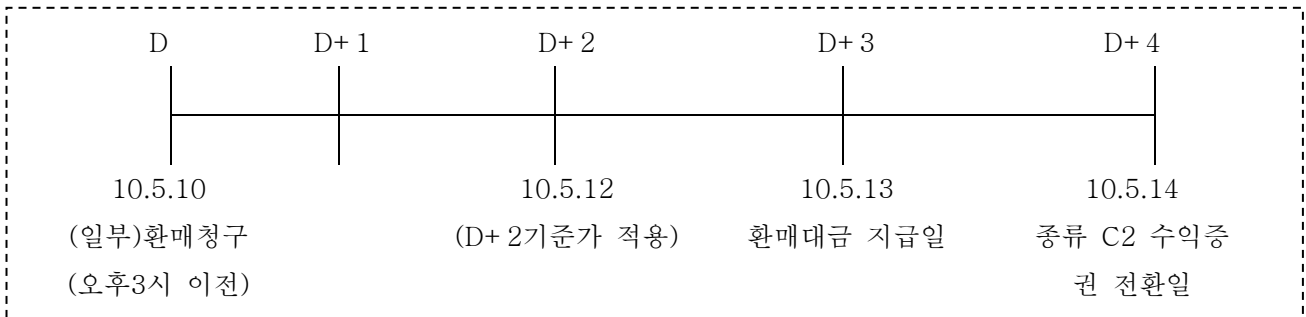 D D+1 D+2 D+3 D+4
10.5.10 10.5.12 10.5.13 10.5.14
(일부)환매청구 (D+2기준가 적용) 환매대금 지급일 종류 C2 수익증
(오후3시 이전) 권 전환일